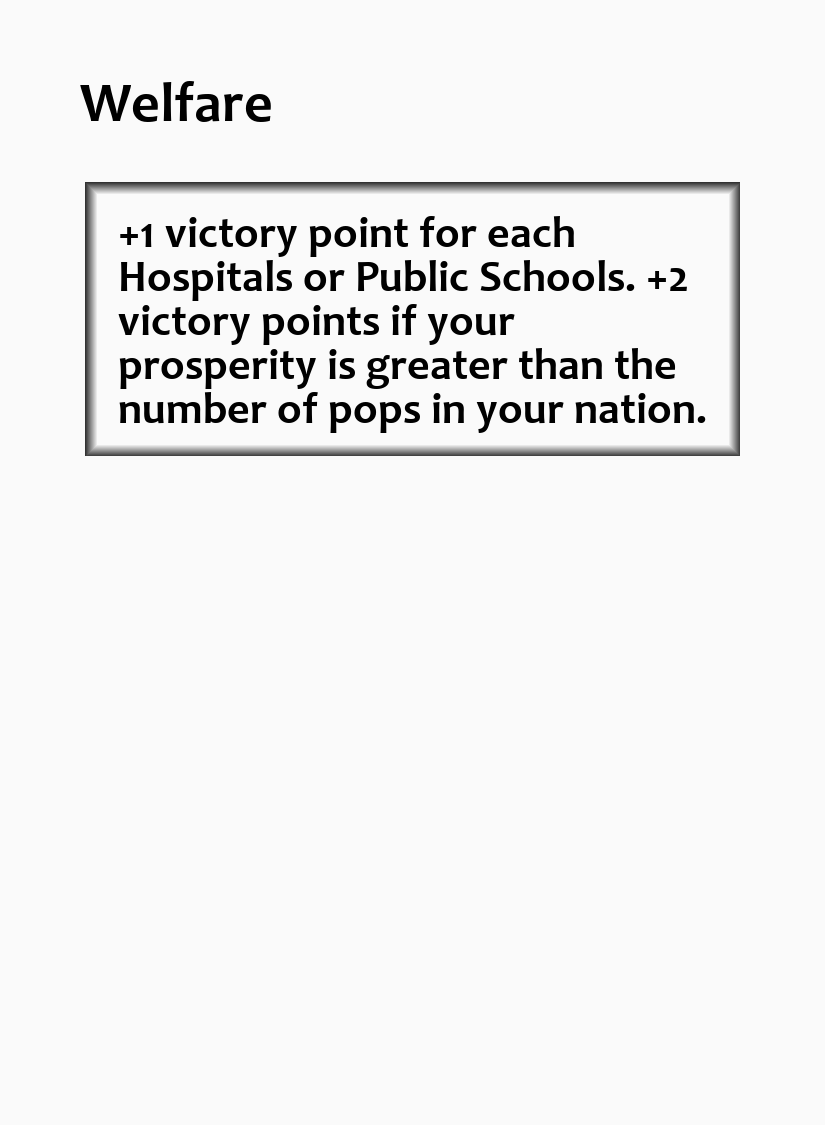 Welfare
+1 victory point for each
Hospitals or Public Schools. +2
victory points if your
prosperity is greater than the
number of pops in your nation.